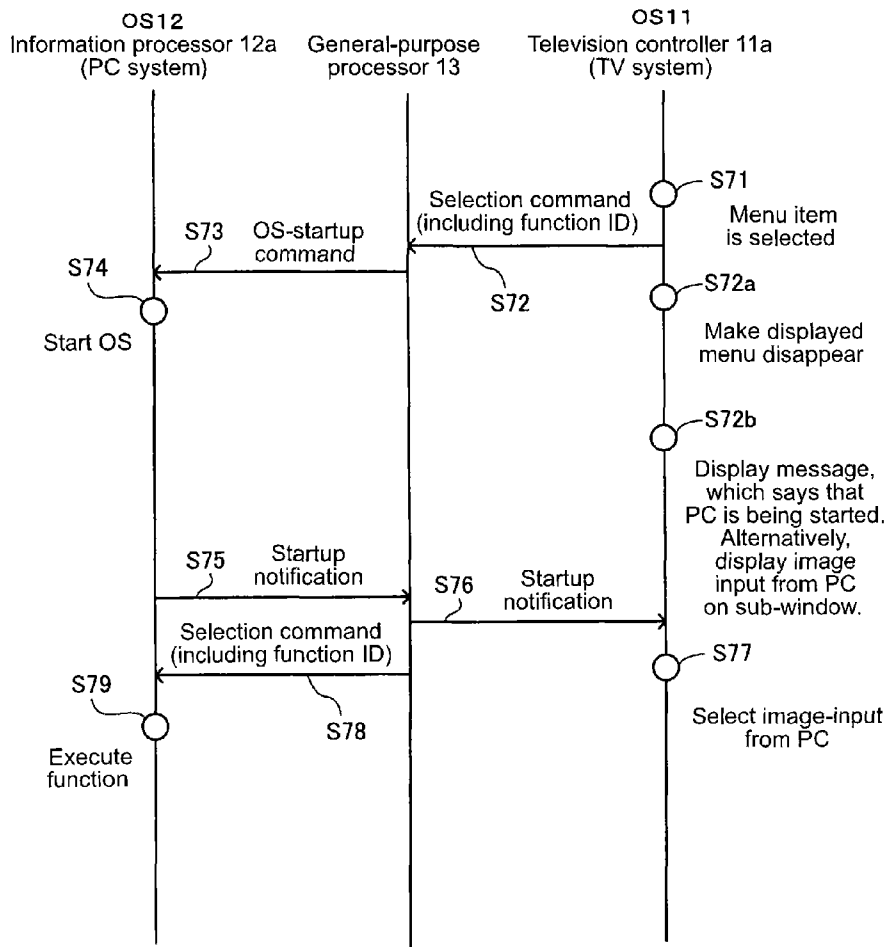 OS12
Information processor 12a
(PC system)
General-purpose
processor 13
OS11
Television controller 11a
(TV system)
S71
Menu item
is selected
Selection command
(including function ID)
S72
S73
OS-startup
command
S74
Start OS
S72a
Make displayed
menu disappear
S72b
Display message,
which says that
PC is being started.
Alternatively,
display image
input from PC
on sub-window.
S75
Startup
notification
S76
Startup
notification
S77
Select image-input
from PC
Selection command
(including function ID)
S78
S79
Execute
function